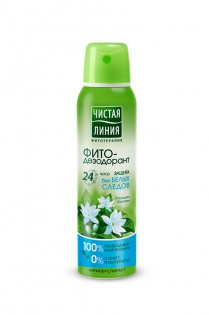 ЧИСТАЯ
ЛИНИЯ
ФИТОТЕРАПИЯ
ФИТО-
дезодорант
24 часа ЗАЩИТА
без БЕЛЫХ
СЛЕДОВ
100%
0%
АНТИПЕРСПИРАНТ